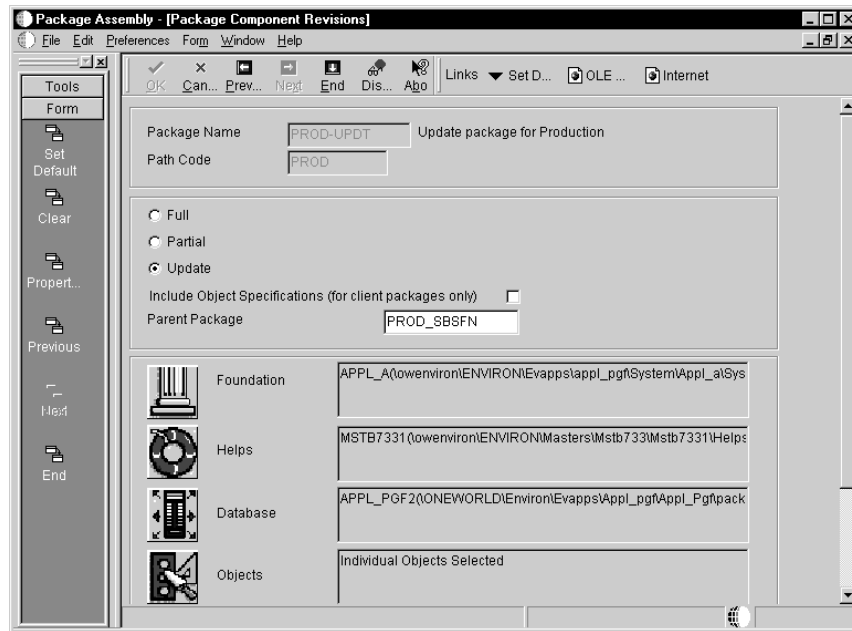 Package Assembly - [Package Component Revisions]
File Edit Preferences Form Window Help
OK Can... Prev... Next End Dis... Abo Links Set D... OLE ... Internet
Tools
Form
Set Default
Clear
Propert...
Previous
Next
End
Package Name PROD-UPDT Update package for Production
Path Code PROD
Full
Partial
Update
Include Object Specifications (for client packages only)
Parent Package PROD_SBSFN
Foundation APPL_A(\owenviron\ENVIRON\Evapps\appl_pgf\System\Appl_a\Sys
Helps MSTB7331(\owenviron\ENVIRON\Masters\Mstb733\Mstb7331\Helps
Database APPL_PGF2(\ONEWORLD\Environ\Evapps\Appl_pgf\Appl_Pgf\pack
Objects Individual Objects Selected